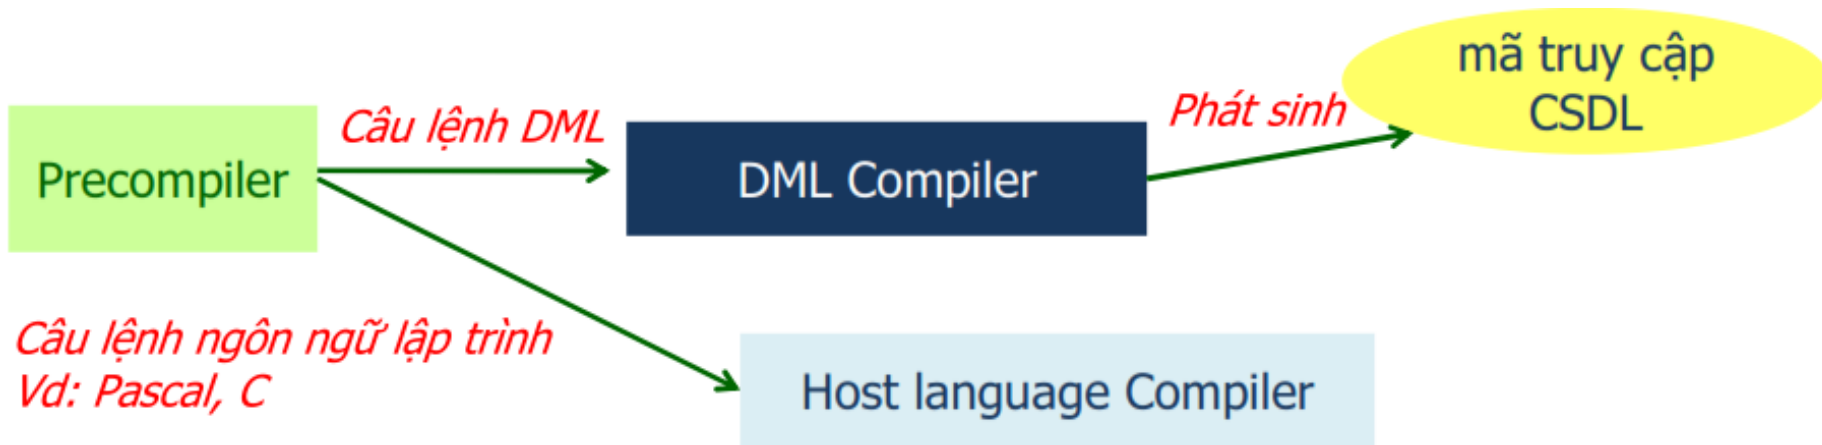 mã truy cập
CSDL
Phát sinh
Câu lệnh DML
Precompiler
DML Compiler
Câu lệnh ngôn ngữ lập trình
Vd: Pascal, C
Host language Compiler